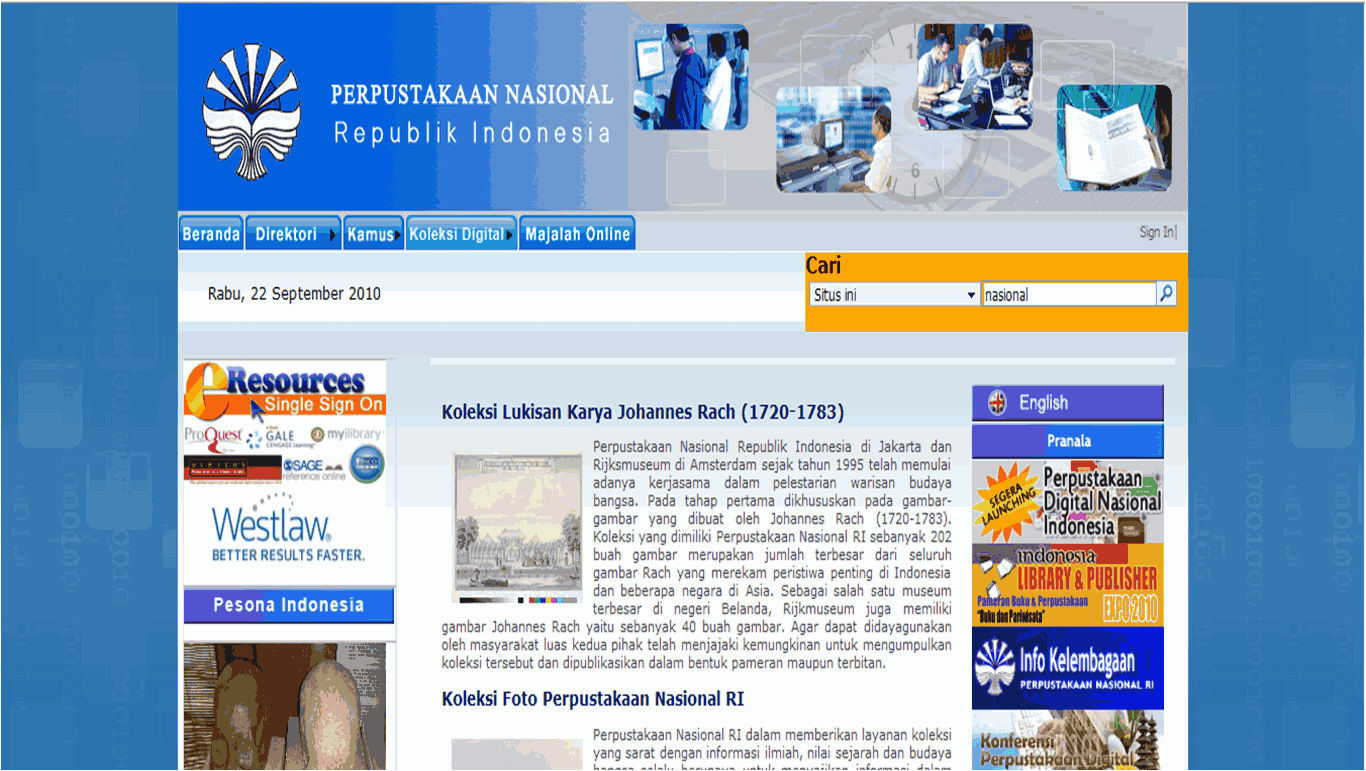 PERPUSTAKAAN NASIONAL
Republik Indonesia
Beranda Direktori Kamus Koleksi Digital Majalah Online
Sign In|
Rabu, 22 September 2010
Cari
Situs ini nasional
eResources
Single Sign On
ProQuest GALE CENGAGE Learning myilibrary
SAGE
reference online
Westlaw.
BETTER RESULTS FASTER.
Pesona Indonesia
Koleksi Lukisan Karya Johannes Rach (1720-1783)
Perpustakaan Nasional Republik Indonesia di Jakarta dan
Rijksmuseum di Amsterdam sejak tahun 1995 telah memulai
adanya kerjasama dalam pelestarian warisan budaya
bangsa. Pada tahap pertama dikhususkan pada gambar-
gambar yang dibuat oleh Johannes Rach (1720-1783).
Koleksi yang dimiliki Perpustakaan Nasional RI sebanyak 202
buah gambar merupakan jumlah terbesar dari seluruh
gambar Rach yang merekam peristiwa penting di Indonesia
dan beberapa negara di Asia. Sebagai salah satu museum
terbesar di negeri Belanda, Rijkmuseum juga memiliki
gambar Johannes Rach yaitu sebanyak 40 buah gambar. Agar dapat didayagunakan
oleh masyarakat luas kedua pihak telah menjajaki kemungkinan untuk mengumpulkan
koleksi tersebut dan dipublikasikan dalam bentuk pameran maupun terbitan.
Koleksi Foto Perpustakaan Nasional RI
Perpustakaan Nasional RI dalam memberikan layanan koleksi
yang sarat dengan informasi ilmiah, nilai sejarah dan budaya
bangsa selalu berupaya untuk menyajikan informasi dalam
English
Pranala
SEGERA
LAUNCHING
Perpustakaan
Digital Nasional
Indonesia
indonesia
LIBRARY & PUBLISHER
Pameran Buku & Perpustakaan
"Buku dan Pariwisata"
EXPO 2010
Info Kelembagaan
PERPUSTAKAAN NASIONAL RI
Konferensi
Perpustakaan Digital